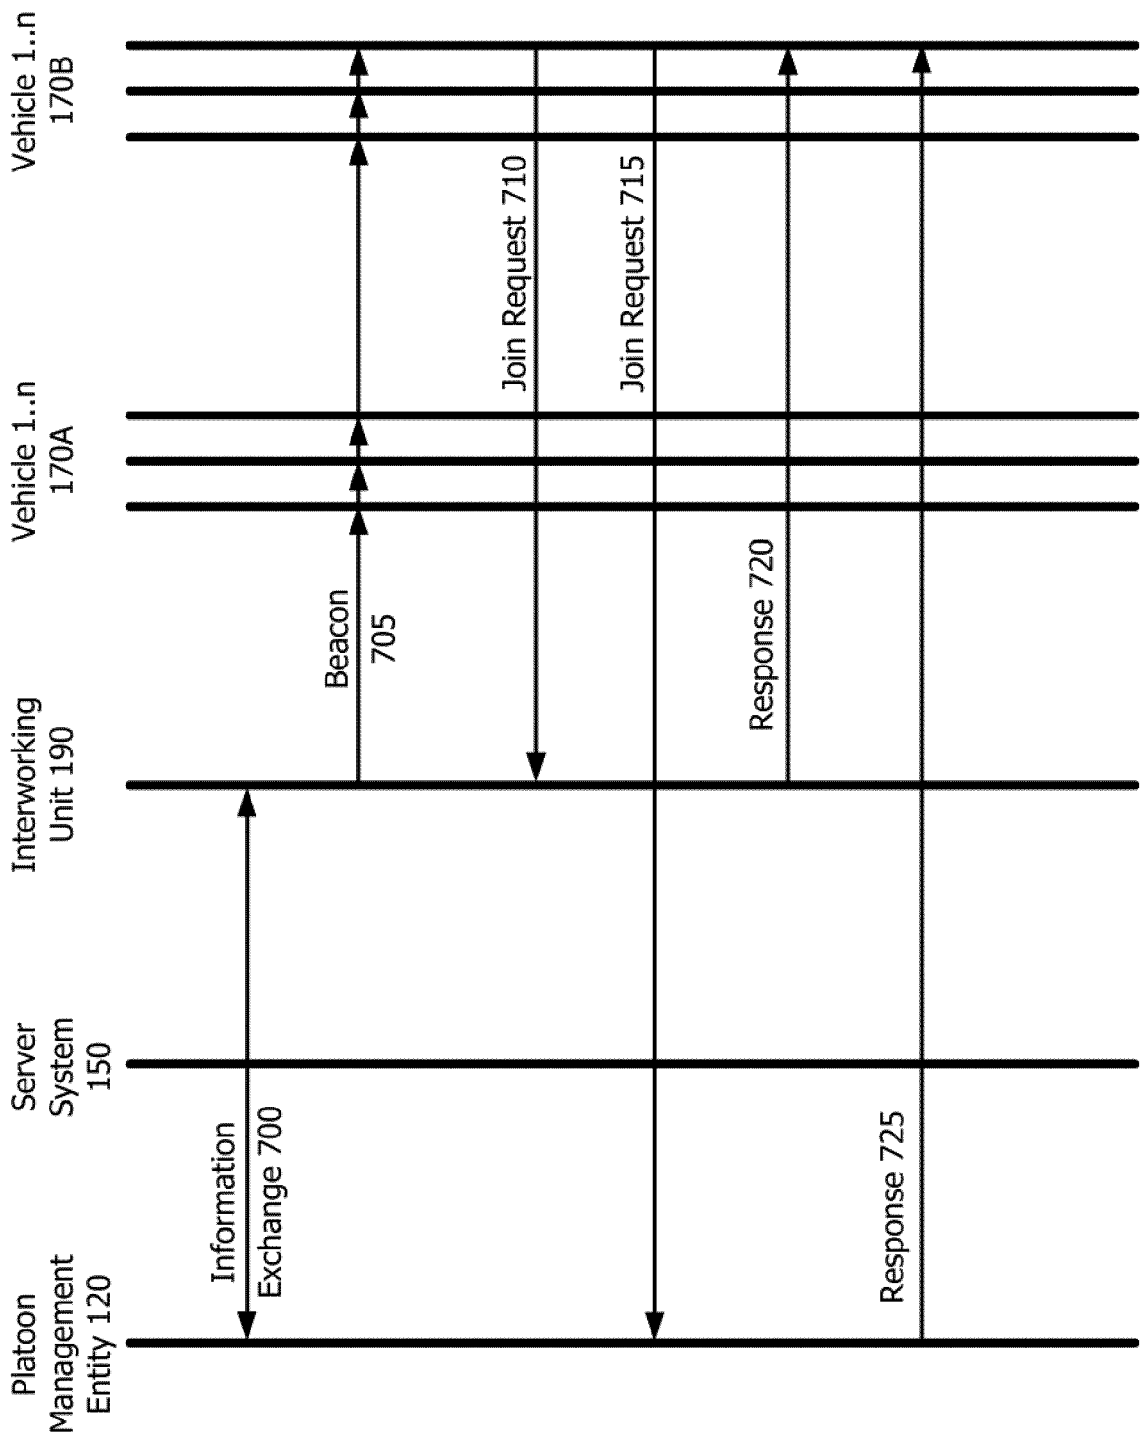 Platoon
Management
Entity 120
Server
System
150
Interworking
Unit 190
Vehicle 1..n
170A
Vehicle 1..n
170B
Information
Exchange 700
Beacon
705
Join Request 710
Join Request 715
Response 720
Response 725